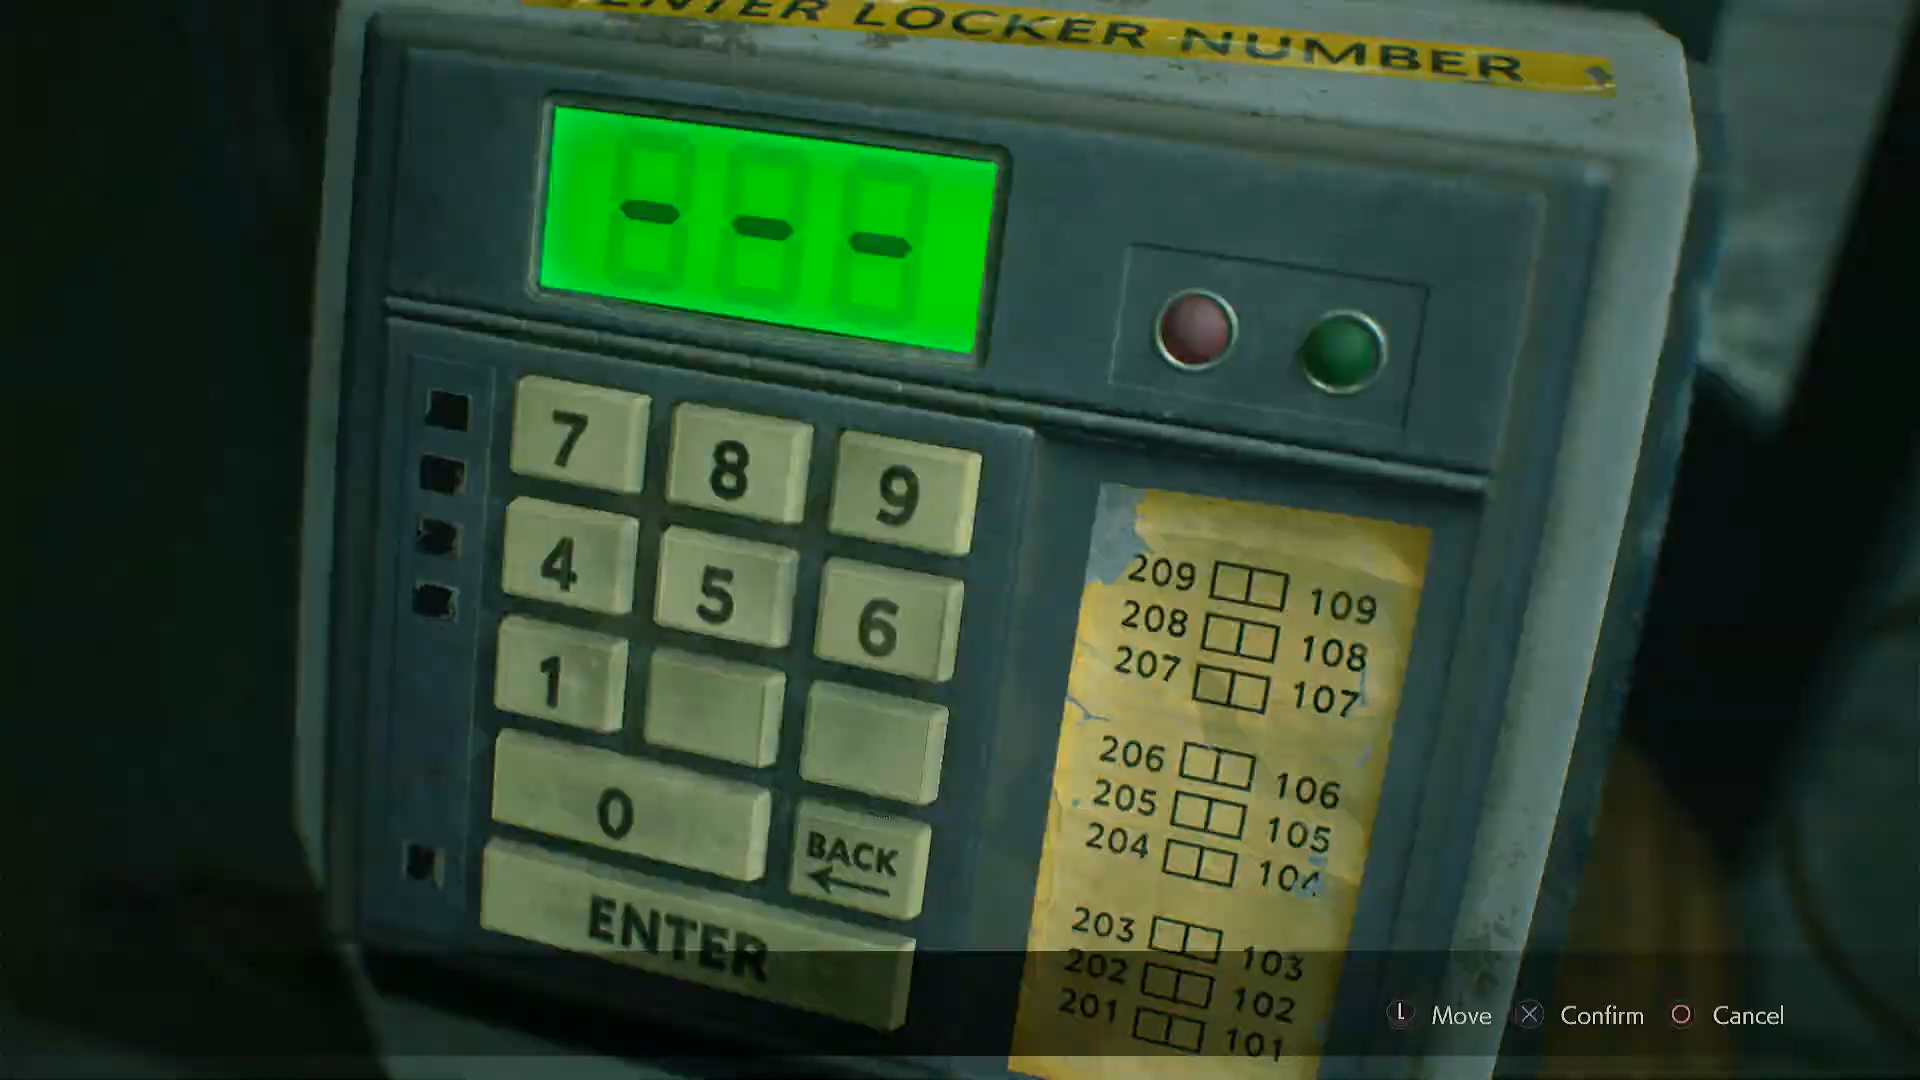 ENTER LOCKER NUMBER
- - -
7 8 9
4 5 6
1
0 BACK
ENTER
209 109
208 108
207 107
206 106
205 105
204 104
203 103
202 102
201 101
L Move Confirm Cancel